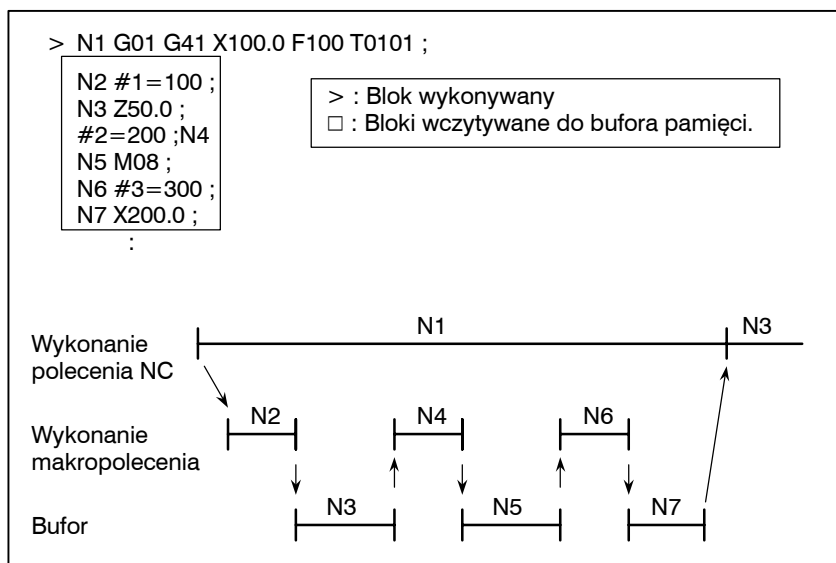 > N1 G01 G41 X100.0 F100 T0101 ;
N2 #1=100 ;
N3 Z50.0 ;
#2=200 ;N4
N5 M08 ;
N6 #3=300 ;
N7 X200.0 ;
:
> : Blok wykonywany
□ : Bloki wczytywane do bufora pamięci.
N1 N3
Wykonanie
polecenia NC
N2 N4 N6
Wykonanie
makropolecenia
N3 N5 N7
Bufor